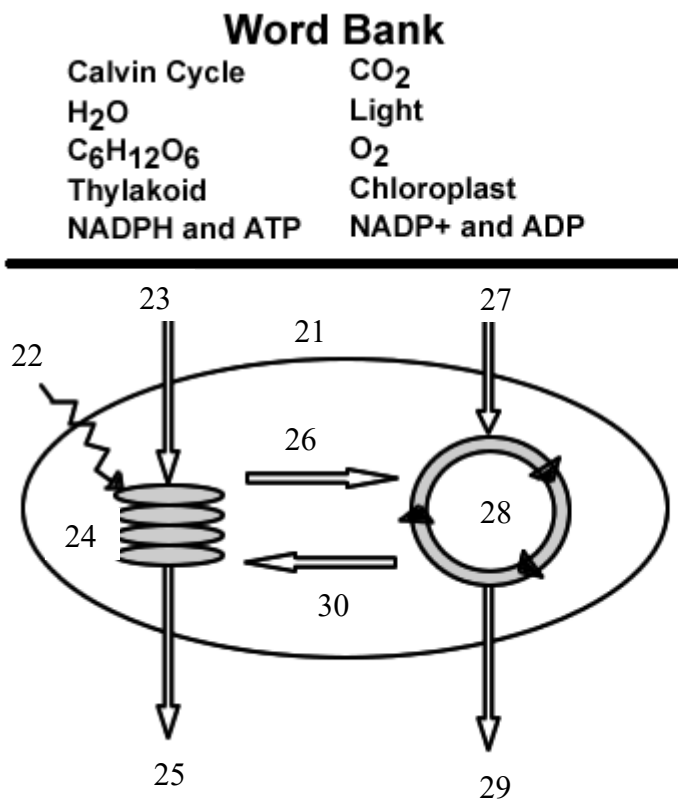 Word Bank
Calvin Cycle CO2
H2O Light
C6H12O6 O2
Thylakoid Chloroplast
NADPH and ATP NADP+ and ADP
23 27
21
22
26
28
24
30
25 29